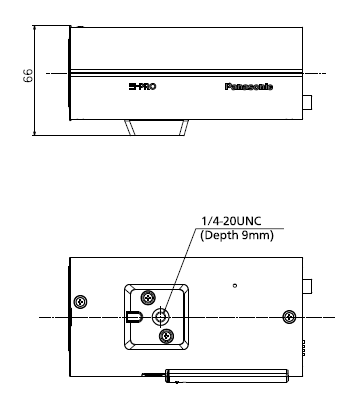 66
i-PRO Panasonic
1/4-20UNC
(Depth 9mm)